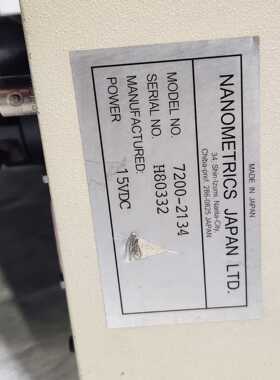 MADE IN JAPAN
NANOMETRICS JAPAN LTD.
34, Shin-Izumi, Narita-City,
Chiba-pref. 286-0825 JAPAN
MODEL NO. 7200-2134
SERIAL NO. H80332
MANUFACTURED:
POWER 15VDC